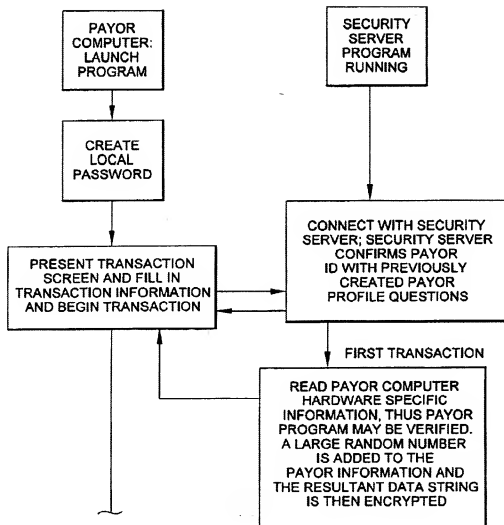 PAYOR
COMPUTER:
LAUNCH
PROGRAM
SECURITY
SERVER
PROGRAM
RUNNING
CREATE
LOCAL
PASSWORD
PRESENT TRANSACTION
SCREEN AND FILL IN
TRANSACTION INFORMATION
AND BEGIN TRANSACTION
CONNECT WITH SECURITY
SERVER; SECURITY SERVER
CONFIRMS PAYOR
ID WITH PREVIOUSLY
CREATED PAYOR
PROFILE QUESTIONS
FIRST TRANSACTION
READ PAYOR COMPUTER
HARDWARE SPECIFIC
INFORMATION, THUS PAYOR
PROGRAM MAY BE VERIFIED.
A LARGE RANDOM NUMBER
IS ADDED TO THE
PAYOR INFORMATION AND
THE RESULTANT DATA STRING
IS THEN ENCRYPTED